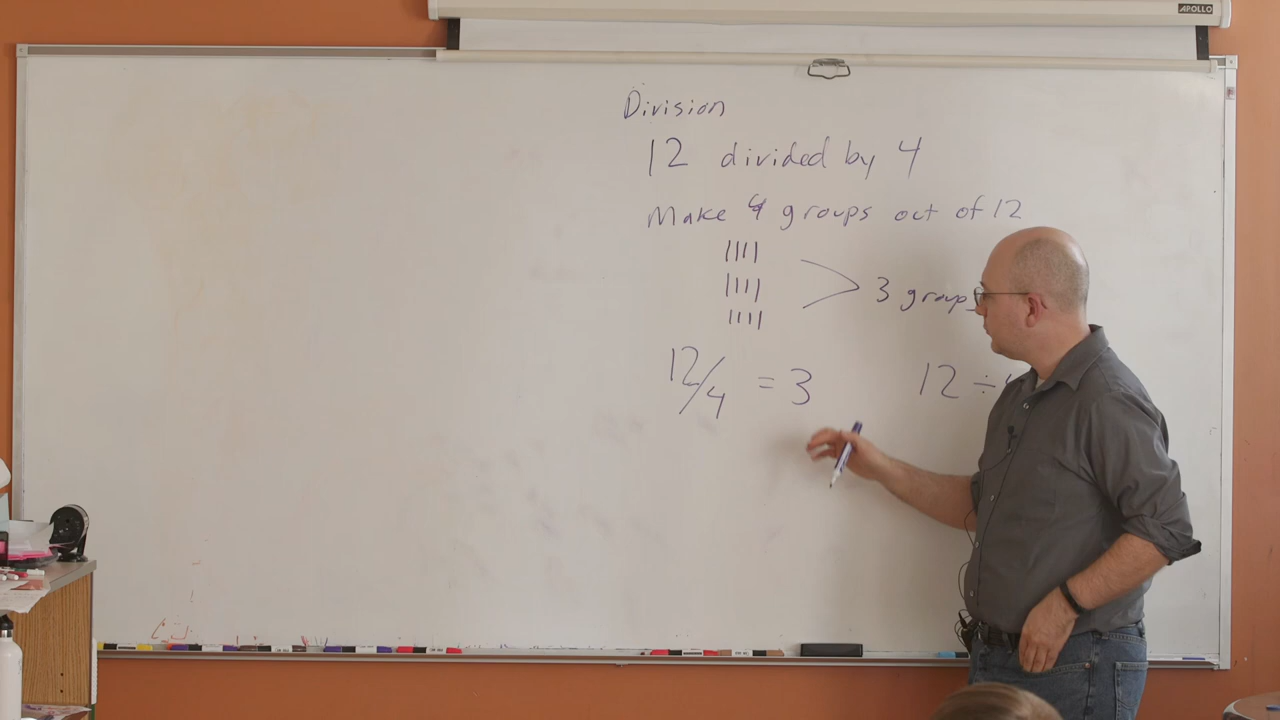 APOLLO
Division
12 divided by 4
Make 4 groups out of 12
3 group
12/4 = 3
12 ÷